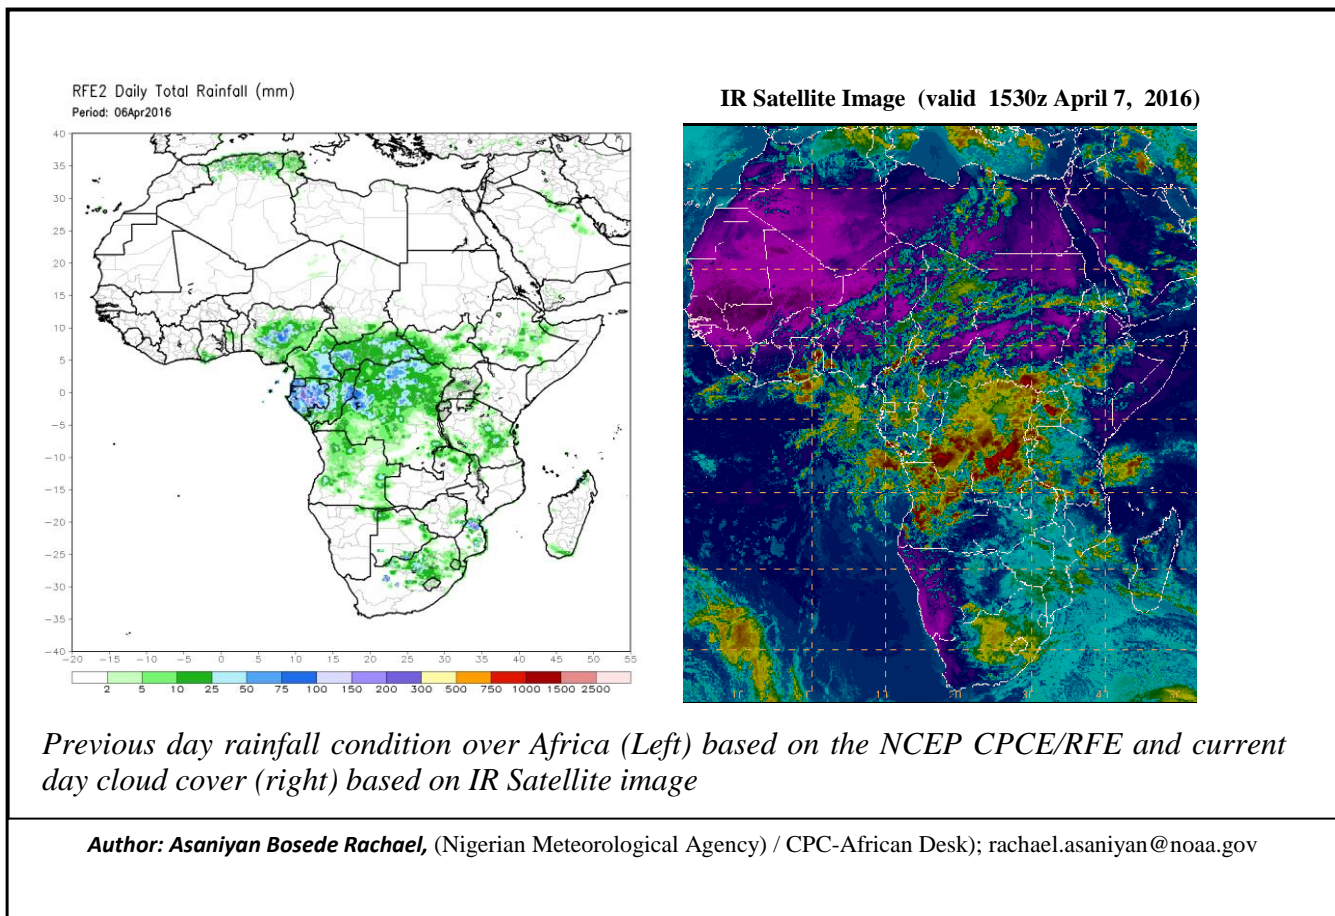 RFE2 Daily Total Rainfall (mm)
Period: 06Apr2016
40
35
30
25
20
15
10
5
0
−5
−10
−15
−20
−25
−30
−35
−40
−20 −15 −10 −5 0 5 10 15 20 25 30 35 40 45 50 55
2 5 10 25 50 75 100 150 200 300 500 750 1000 1500 2500
IR Satellite Image (valid 1530z April 7, 2016)
Previous day rainfall condition over Africa (Left) based on the NCEP CPCE/RFE and current
day cloud cover (right) based on IR Satellite image
Author: Asaniyan Bosede Rachael, (Nigerian Meteorological Agency) / CPC-African Desk); rachael.asaniyan@noaa.gov